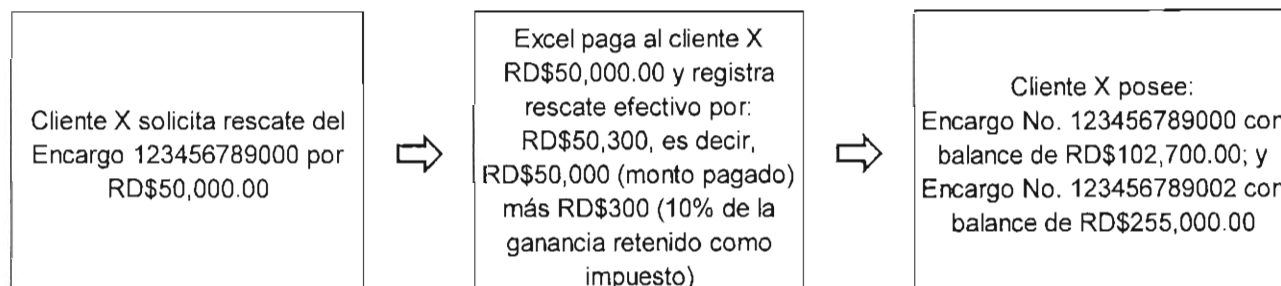 Cliente X solicita rescate del
Encargo 123456789000 por
RD$50,000.00
Excel paga al cliente X
RD$50,000.00 y registra
rescate efectivo por:
RD$50,300, es decir,
RD$50,000 (monto pagado)
más RD$300 (10% de la
ganancia retenido como
impuesto)
Cliente X posee:
Encargo No. 123456789000 con
balance de RD$102,700.00; y
Encargo No. 123456789002 con
balance de RD$255,000.00